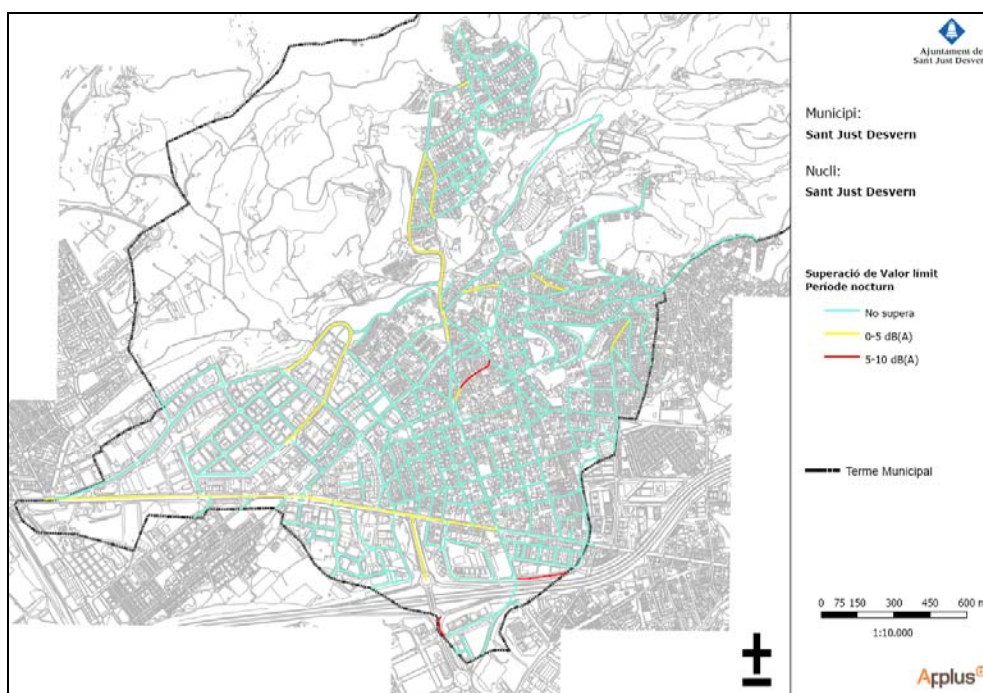 Ajuntament de
Sant Just Desvern
Municipi:
Sant Just Desvern
Nucli:
Sant Just Desvern
Superació de Valor límit
Període nocturn
No supera
0-5 dB(A)
5-10 dB(A)
Terme Municipal
0 75 150 300 450 600 m
1:10.000
Applus